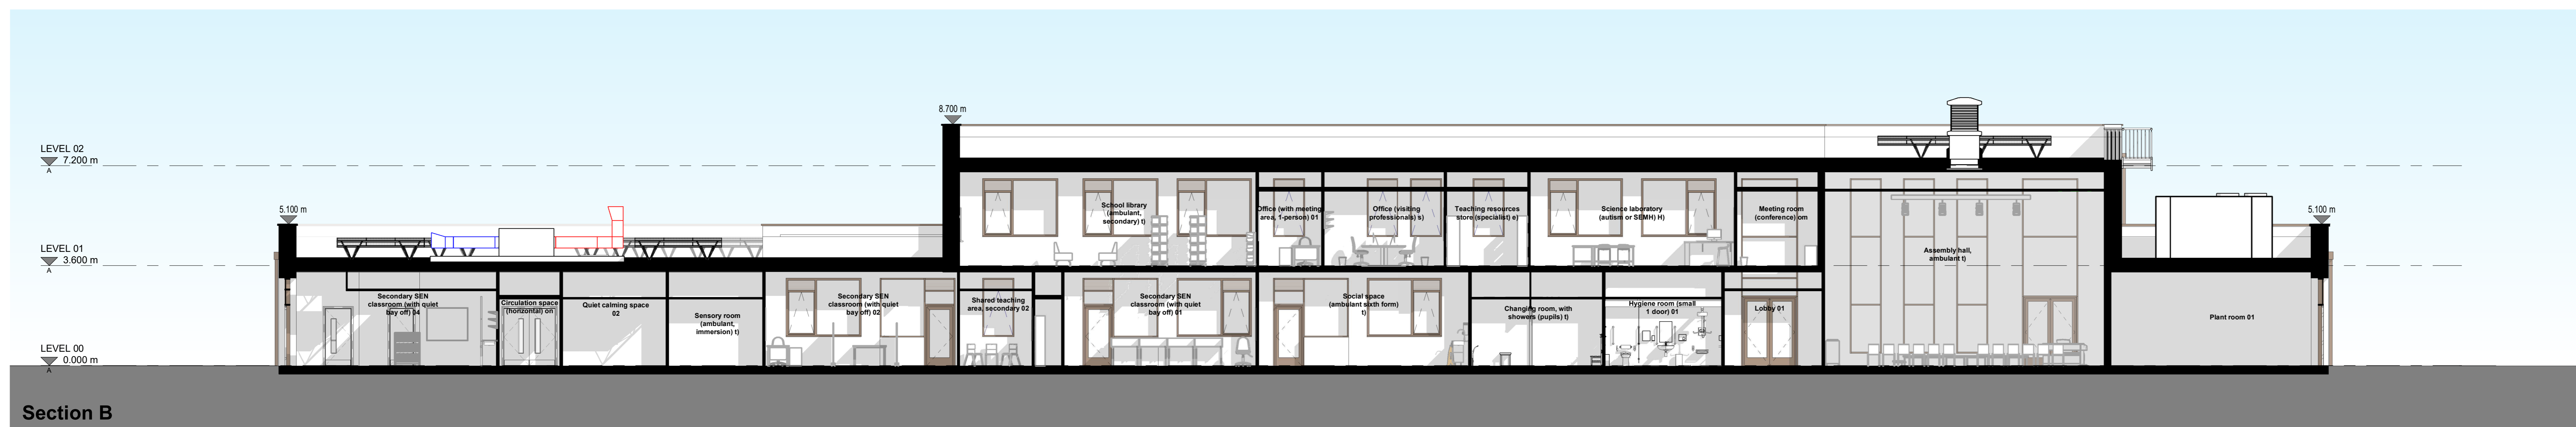 8.700 m
LEVEL 02
7.200 m
A
School library
(ambulant,
secondary) t)
Office (with meeting
area, 1-person) 01
Office (visiting
professionals) s)
Teaching resources
store (specialist) e)
Science laboratory
(autism or SEMH) H)
Meeting room
(conference) om
5.100 m
5.100 m
LEVEL 01
3.600 m
A
Assembly hall,
ambulant t)
Secondary SEN
classroom (with quiet
bay off) 04
Circulation space
(horizontal) on
Quiet calming space
02
Sensory room
(ambulant,
immersion) t)
Secondary SEN
classroom (with quiet
bay off) 02
Shared teaching
area, secondary 02
Secondary SEN
classroom (with quiet
bay off) 01
Social space
(ambulant sixth form)
t)
Changing room, with
showers (pupils) t)
Hygiene room (small
1 door) 01
Lobby 01
Plant room 01
LEVEL 00
0.000 m
A
Section B